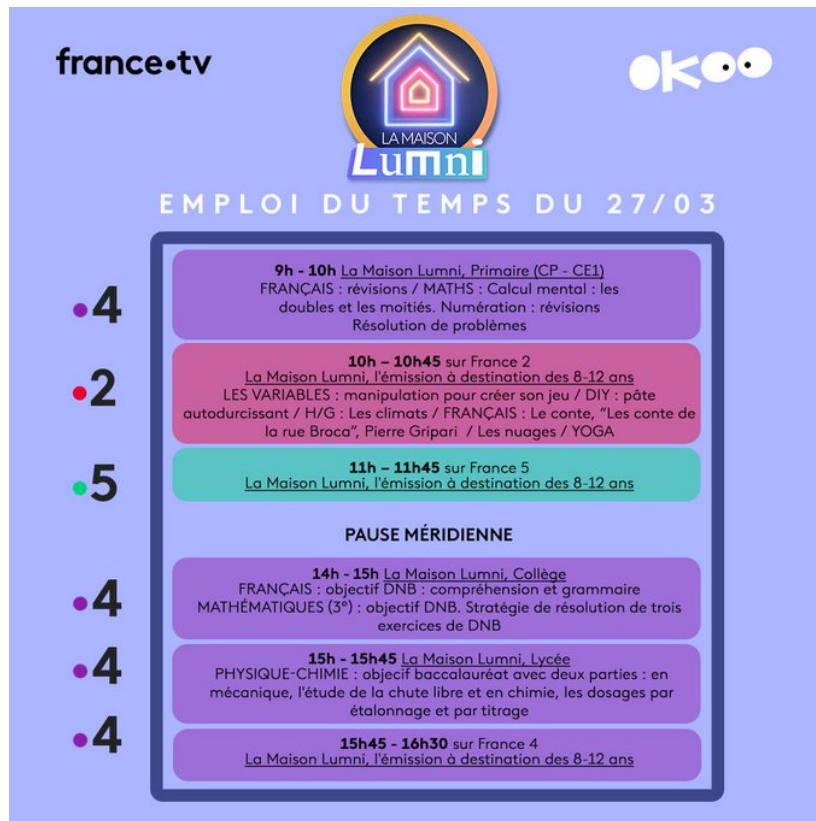 france•tv
okoo
LA MAISON
Lumni
EMPLOI DU TEMPS DU 27/03
•4
9h - 10h La Maison Lumni, Primaire (CP - CE1)
FRANÇAIS : révisions / MATHS : Calcul mental : les
doubles et les moitiés. Numération : révisions
Résolution de problèmes
•2
10h – 10h45 sur France 2
La Maison Lumni, l'émission à destination des 8-12 ans
LES VARIABLES : manipulation pour créer son jeu / DIY : pâte
autodurcissant / H/G : Les climats / FRANÇAIS : Le conte, "Les conte de
la rue Broca", Pierre Gripari / Les nuages / YOGA
•5
11h – 11h45 sur France 5
La Maison Lumni, l'émission à destination des 8-12 ans
PAUSE MÉRIDIENNE
•4
14h - 15h La Maison Lumni, Collège
FRANÇAIS : objectif DNB : compréhension et grammaire
MATHÉMATIQUES (3°) : objectif DNB. Stratégie de résolution de trois
exercices de DNB
•4
15h - 15h45 La Maison Lumni, Lycée
PHYSIQUE-CHIMIE : objecif baccalauréat avec deux parties : en
mécanique, l'étude de la chute libre et en chimie, les dosages par
étalonnage et par titrage
•4
15h45 - 16h30 sur France 4
La Maison Lumni, l'émission à destination des 8-12 ans